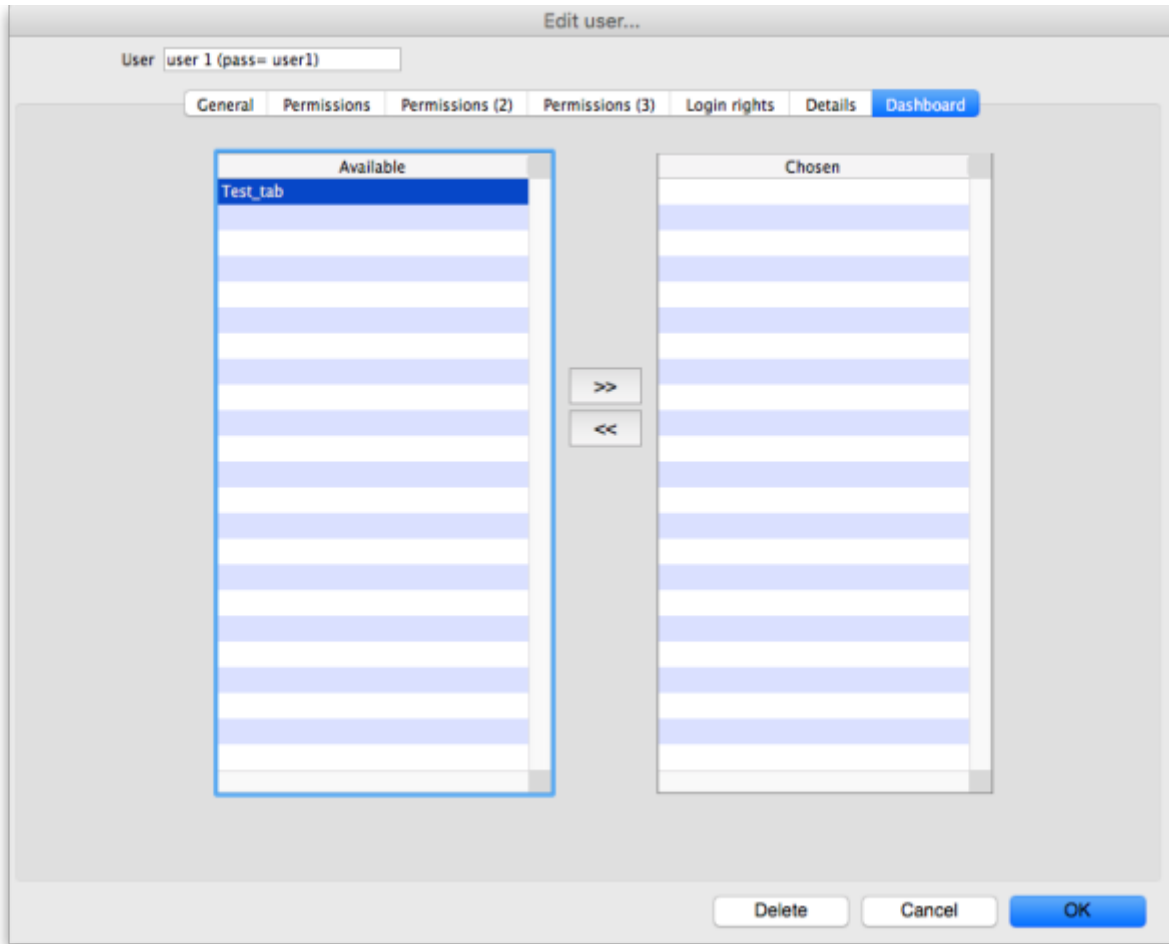 Edit user...
User user 1 (pass= user1)
General Permissions Permissions (2) Permissions (3) Login rights Details Dashboard
Available Chosen
Test_tab
>>
<<
Delete Cancel OK